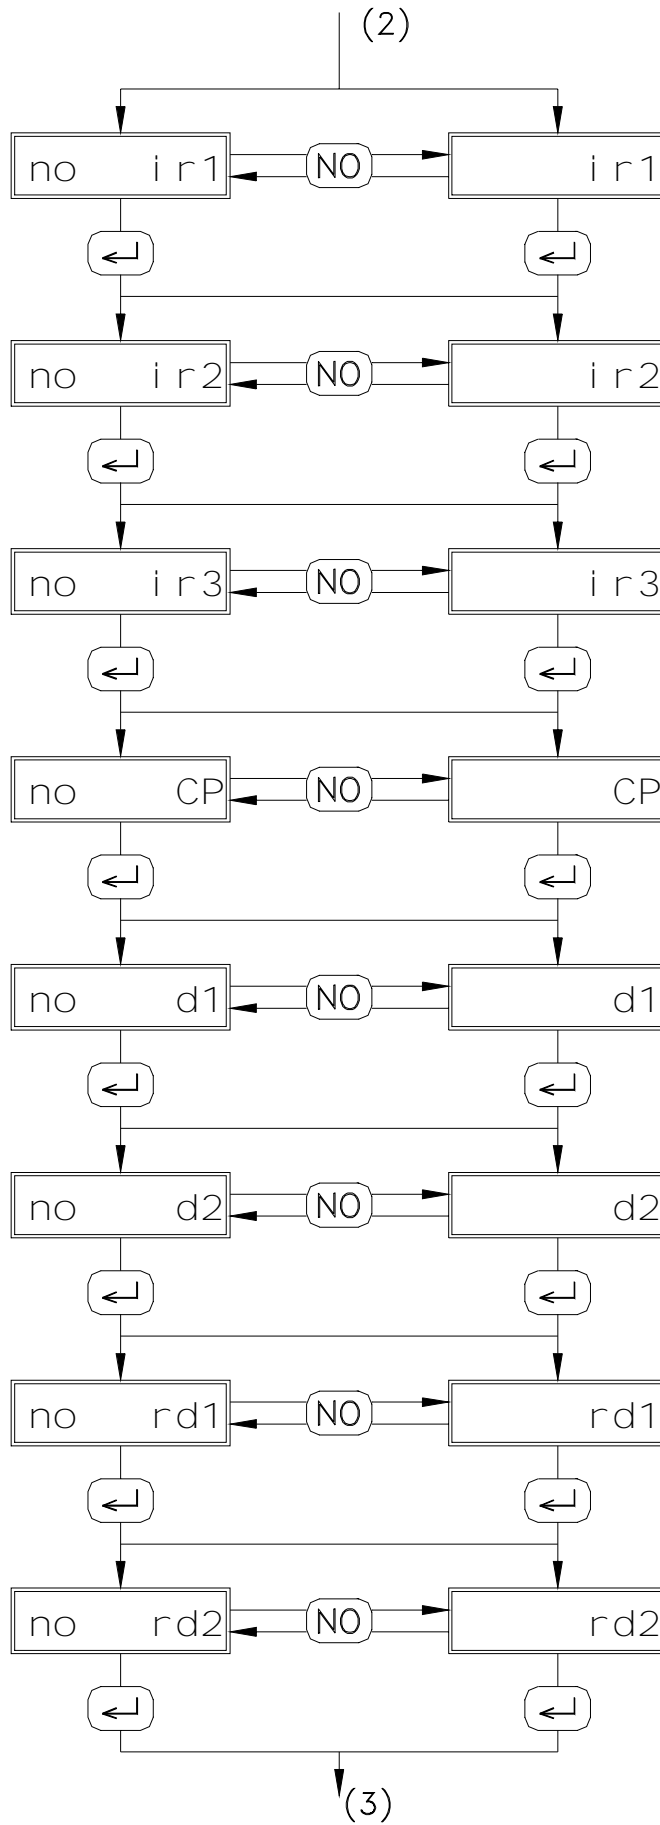 (2)
no ir1 NO ir1
no ir2 NO ir2
no ir3 NO ir3
no CP NO CP
no d1 NO d1
no d2 NO d2
no rd1 NO rd1
no rd2 NO rd2
(3)